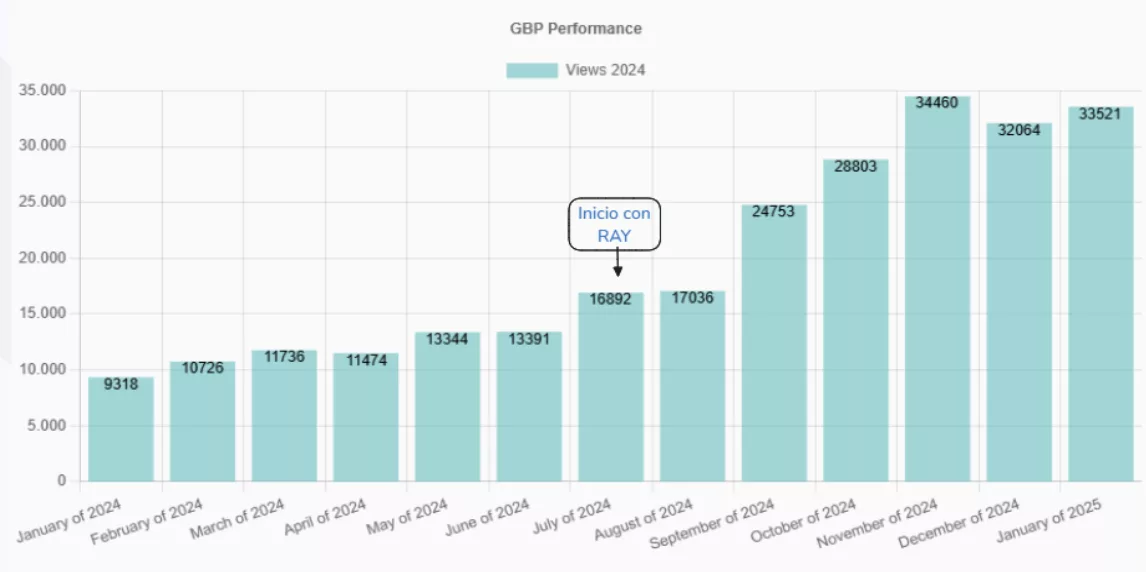 GBP Performance
Views 2024
35.000
30.000
25.000
20.000
15.000
10.000
5.000
0
9318
10726
11736
11474
13344
13391
16892
17036
24753
28803
34460
32064
33521
Inicio con
RAY
January of 2024
February of 2024
March of 2024
April of 2024
May of 2024
June of 2024
July of 2024
August of 2024
September of 2024
October of 2024
November of 2024
December of 2024
January of 2025